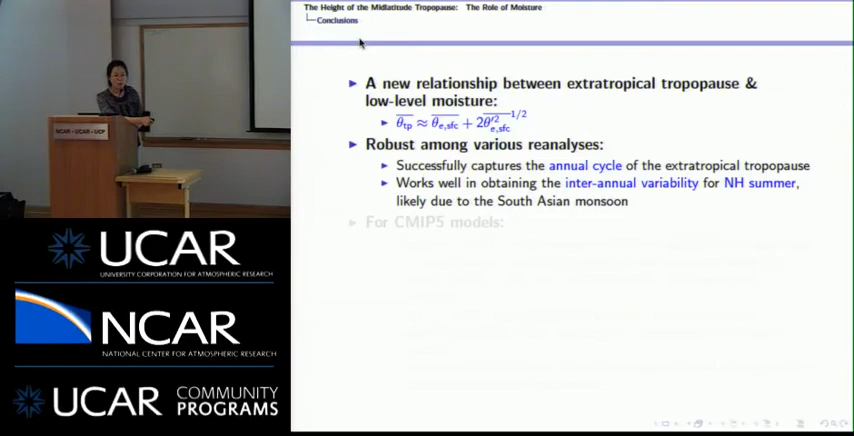 The Height of the Midlatitude Tropopause: The Role of Moisture
Conclusions
A new relationship between extratropical tropopause &
low-level moisture:
θ_tp ≈ θ_e,sfc + 2θ′²_e,sfc^1/2
Robust among various reanalyses:
Successfully captures the annual cycle of the extratropical tropopause
Works well in obtaining the inter-annual variability for NH summer,
likely due to the South Asian monsoon
For CMIP5 models:
NCAR • UCAR • UCP
UCAR
UNIVERSITY CORPORATION FOR ATMOSPHERIC RESEARCH
NCAR
NATIONAL CENTER FOR ATMOSPHERIC RESEARCH
UCAR COMMUNITY
PROGRAMS